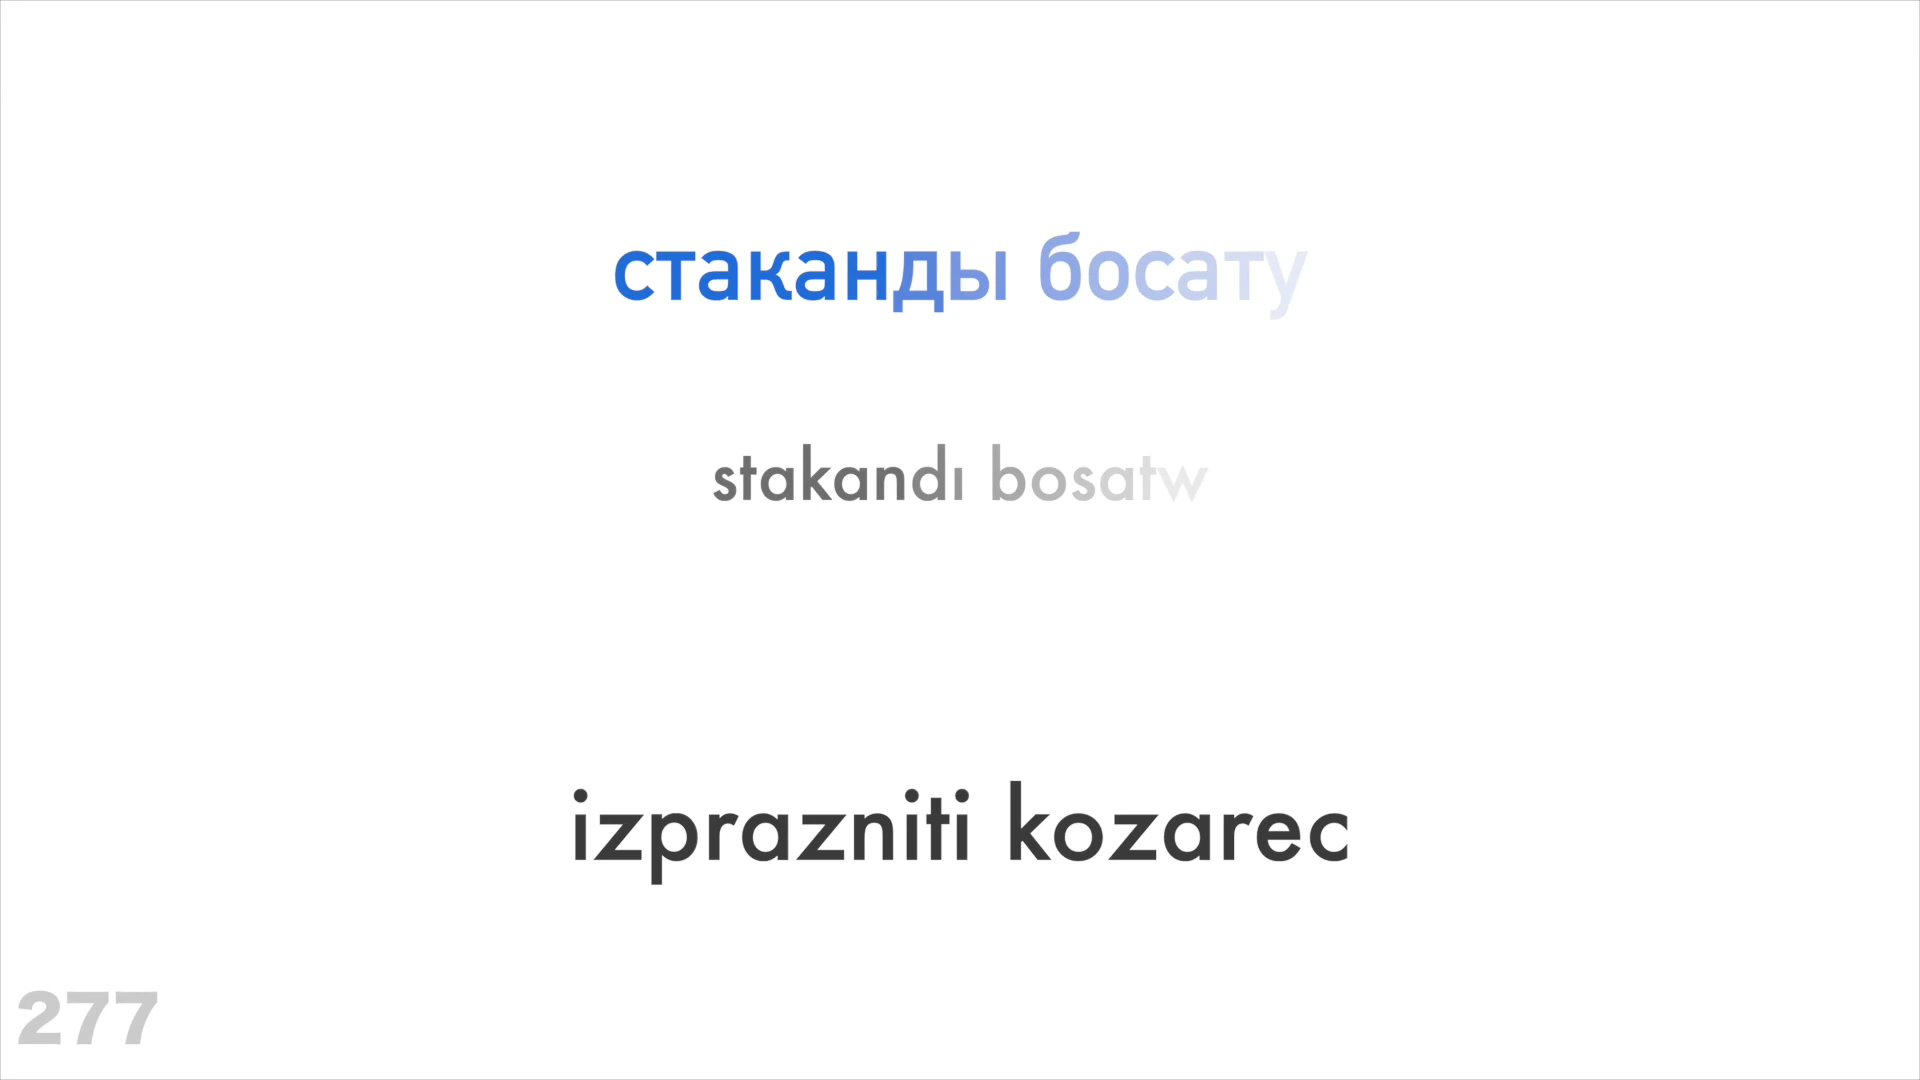 стаканды босату
stakandı bosatw
izprazniti kozarec
277